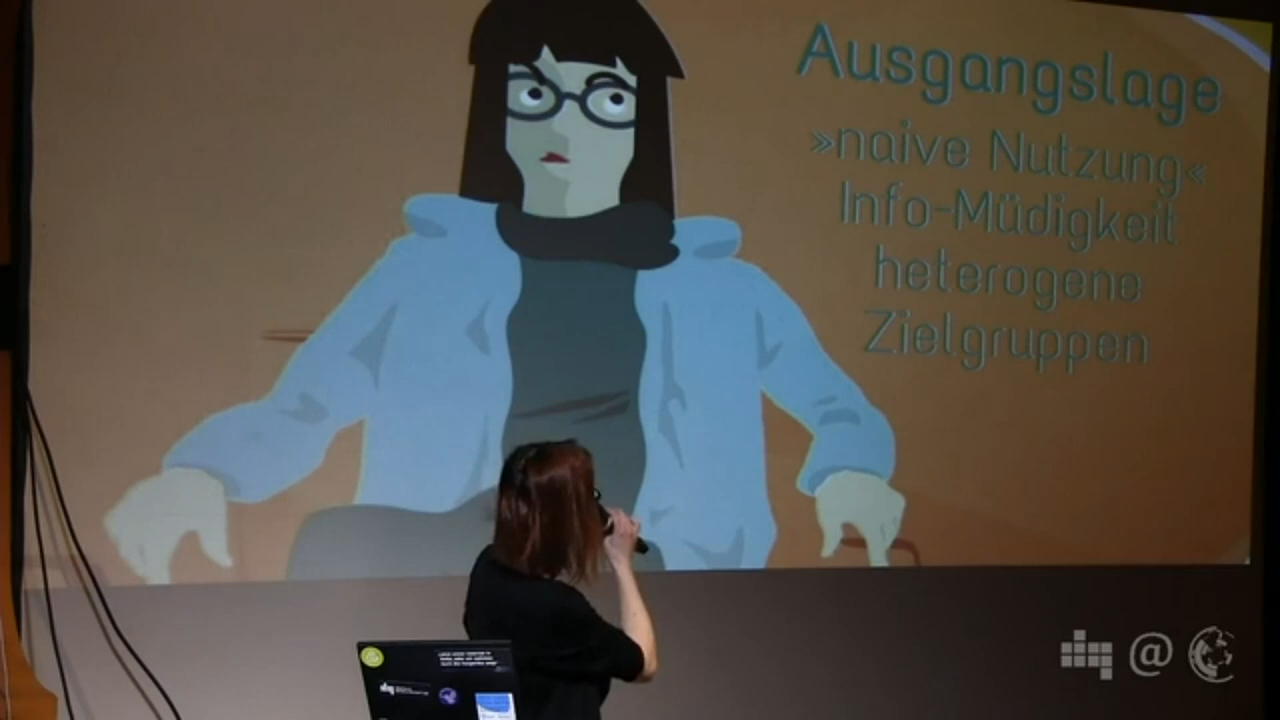 Ausgangslage
»naive Nutzung«
Info-Müdigkeit
heterogene
Zielgruppen
@